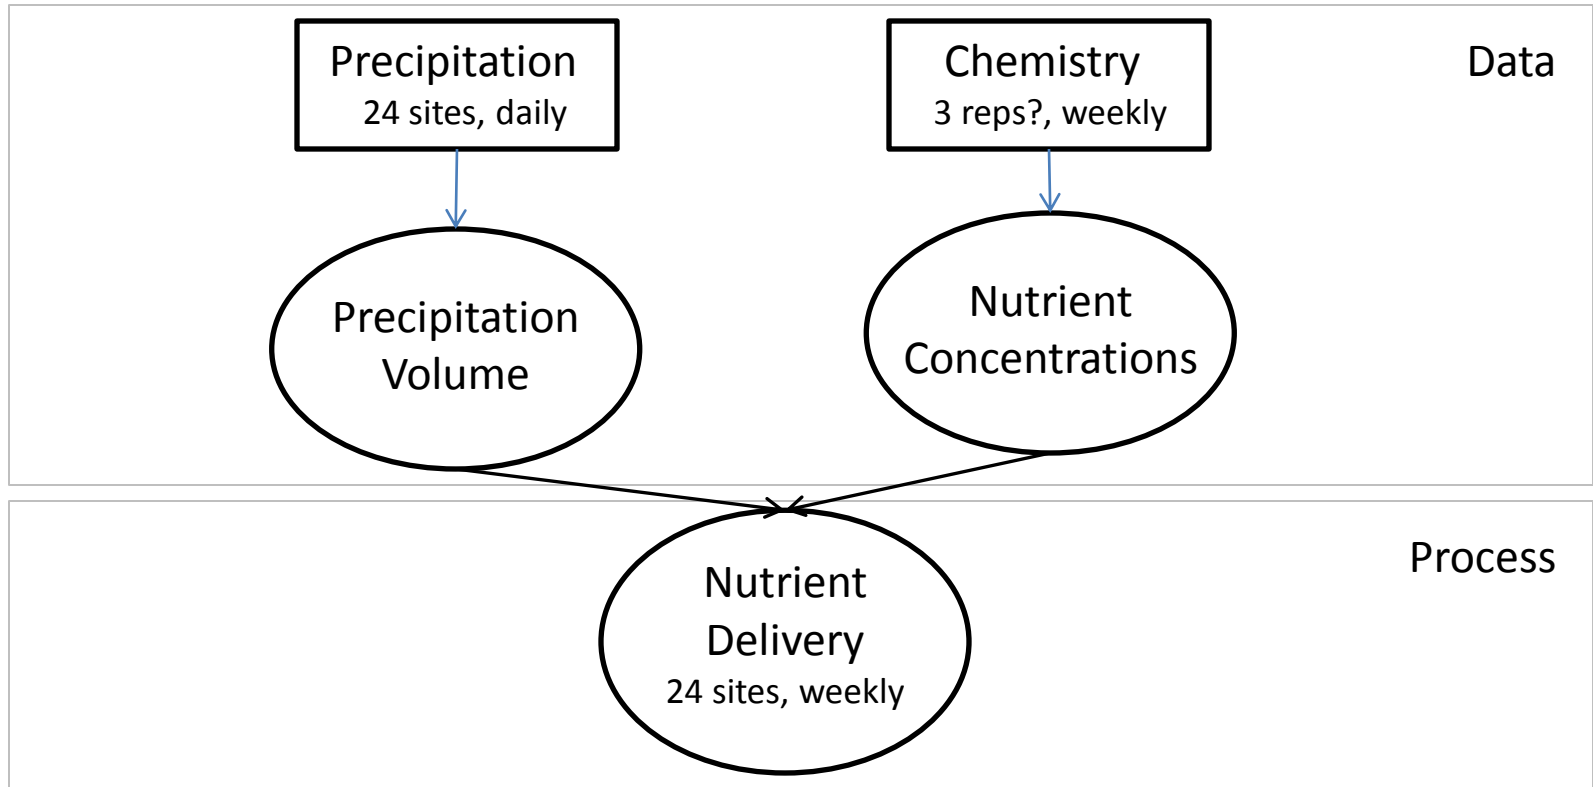 Data
Precipitation
24 sites, daily
Chemistry
3 reps?, weekly
Precipitation
Volume
Nutrient
Concentrations
Process
Nutrient
Delivery
24 sites, weekly